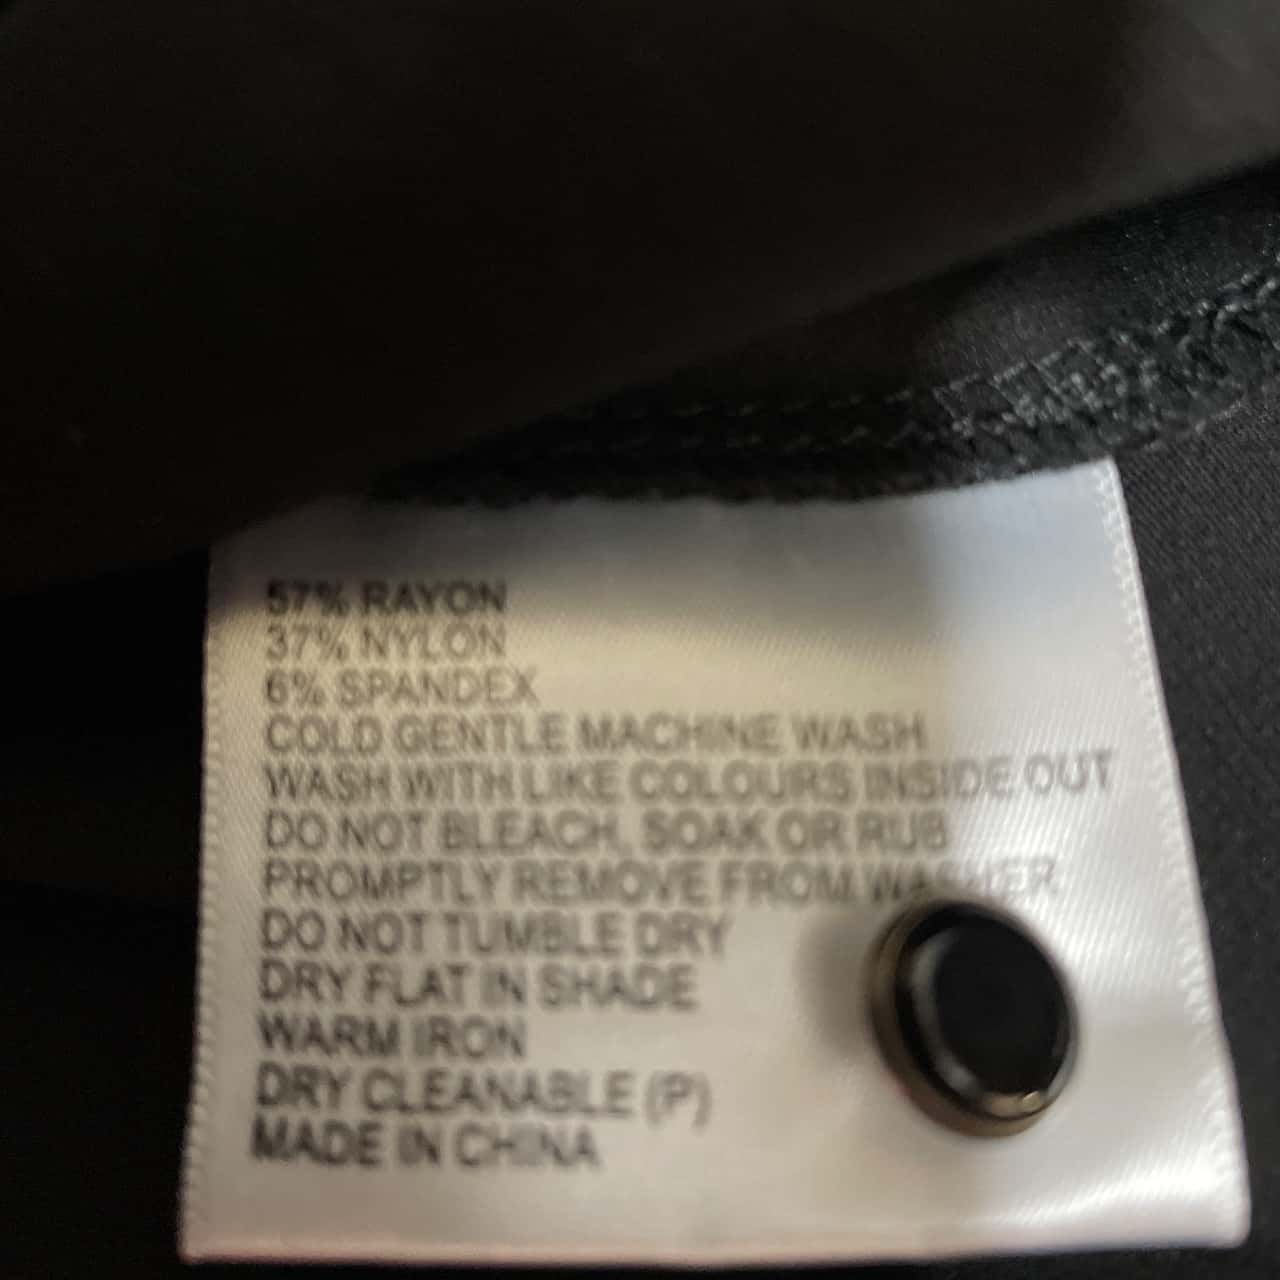 57% RAYON
37% NYLON
6% SPANDEX
COLD GENTLE MACHINE WASH
WASH WITH LIKE COLOURS INSIDE OUT
DO NOT BLEACH, SOAK OR RUB
PROMPTLY REMOVE FROM WASHER
DO NOT TUMBLE DRY
DRY FLAT IN SHADE
WARM IRON
DRY CLEANABLE (P)
MADE IN CHINA